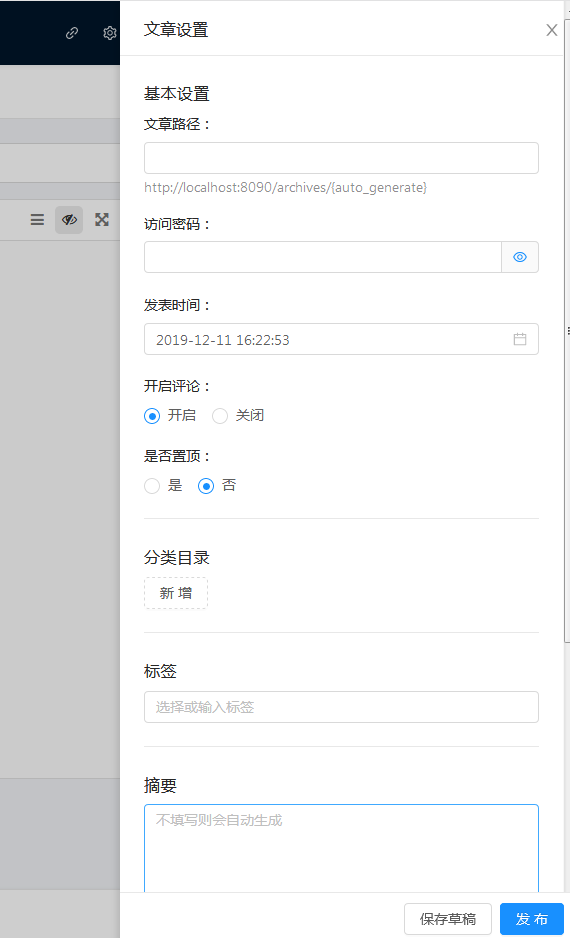 文章设置
基本设置
文章路径：
http://localhost:8090/archives/{auto_generate}
访问密码：
发表时间：
2019-12-11 16:22:53
开启评论：
开启 关闭
是否置顶：
是 否
分类目录
新 增
标签
选择或输入标签
摘要
不填写则会自动生成
保存草稿 发 布